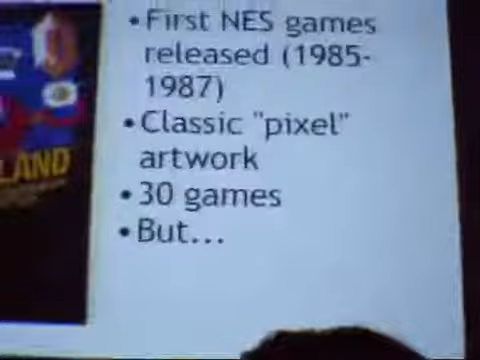 • First NES games
released (1985-
1987)
• Classic "pixel"
artwork
LAND
• 30 games
• But...